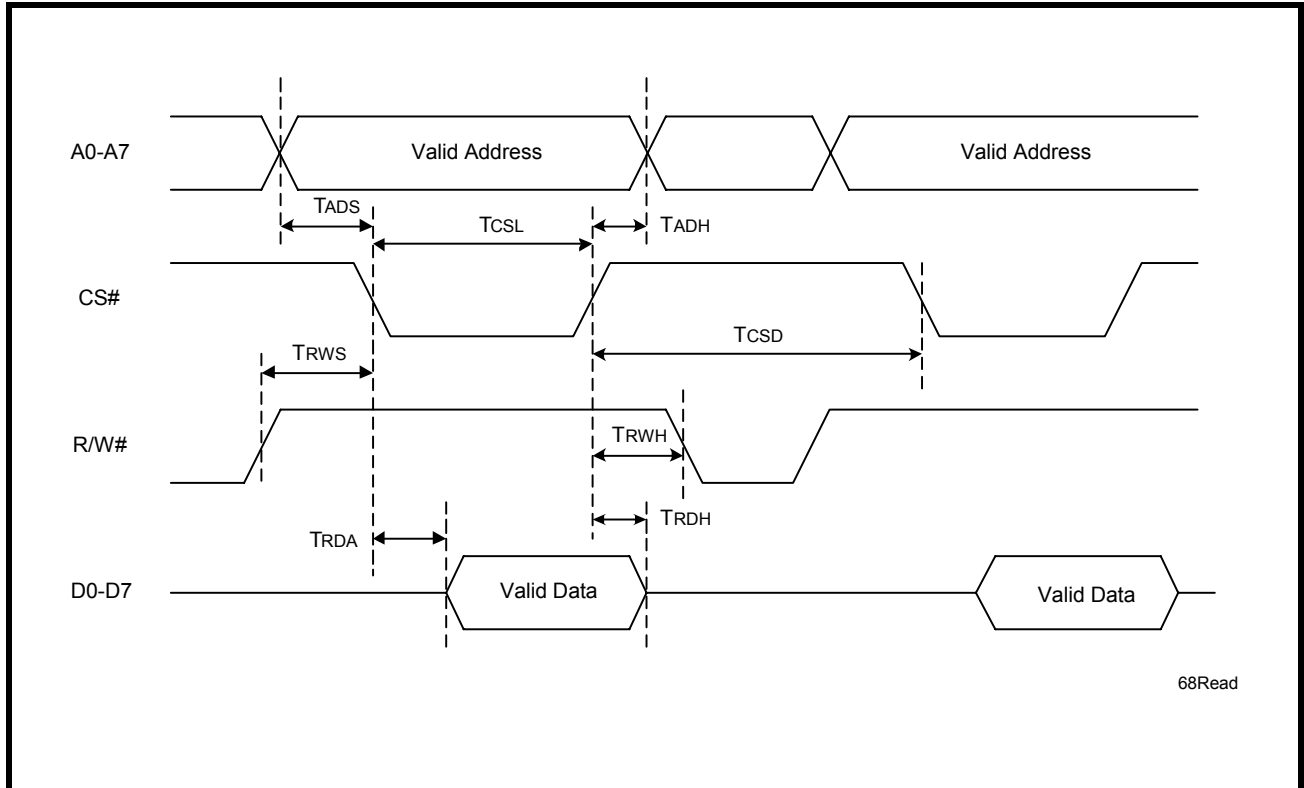 A0-A7
Valid Address
Valid Address
TADS
TCSL
TADH
CS#
TCSD
TRWS
R/W#
TRWH
TRDH
TRDA
D0-D7
Valid Data
Valid Data
68Read